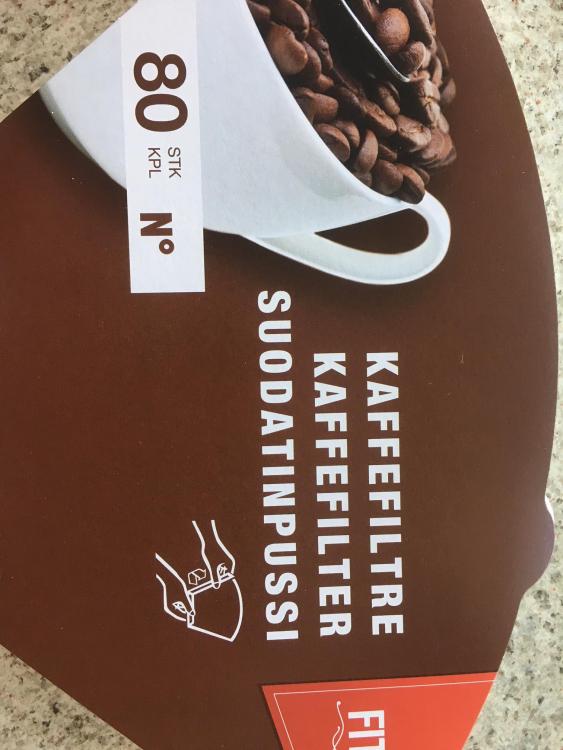 80 STK
KPL
N°
KAFFEFILTRE
KAFFEFILTER
SUODATINPUSSI